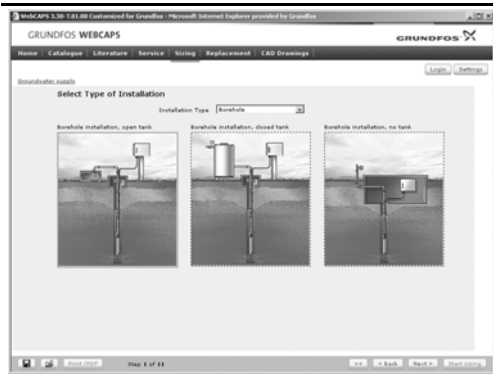 WebCAPS 3.30-7.01.00 Customized for Grundfos - Microsoft Internet Explorer provided by Grundfos
GRUNDFOS WEBCAPS
GRUNDFOS
Home Catalogue Literature Service Sizing Replacement CAD Drawings
Login Settings
Groundwater supply
Select Type of Installation
Installation Type Borehole
Borehole installation, open tank Borehole installation, closed tank Borehole installation, no tank
Print/PDF Step 1 of 11 << < Back Next > Start sizing